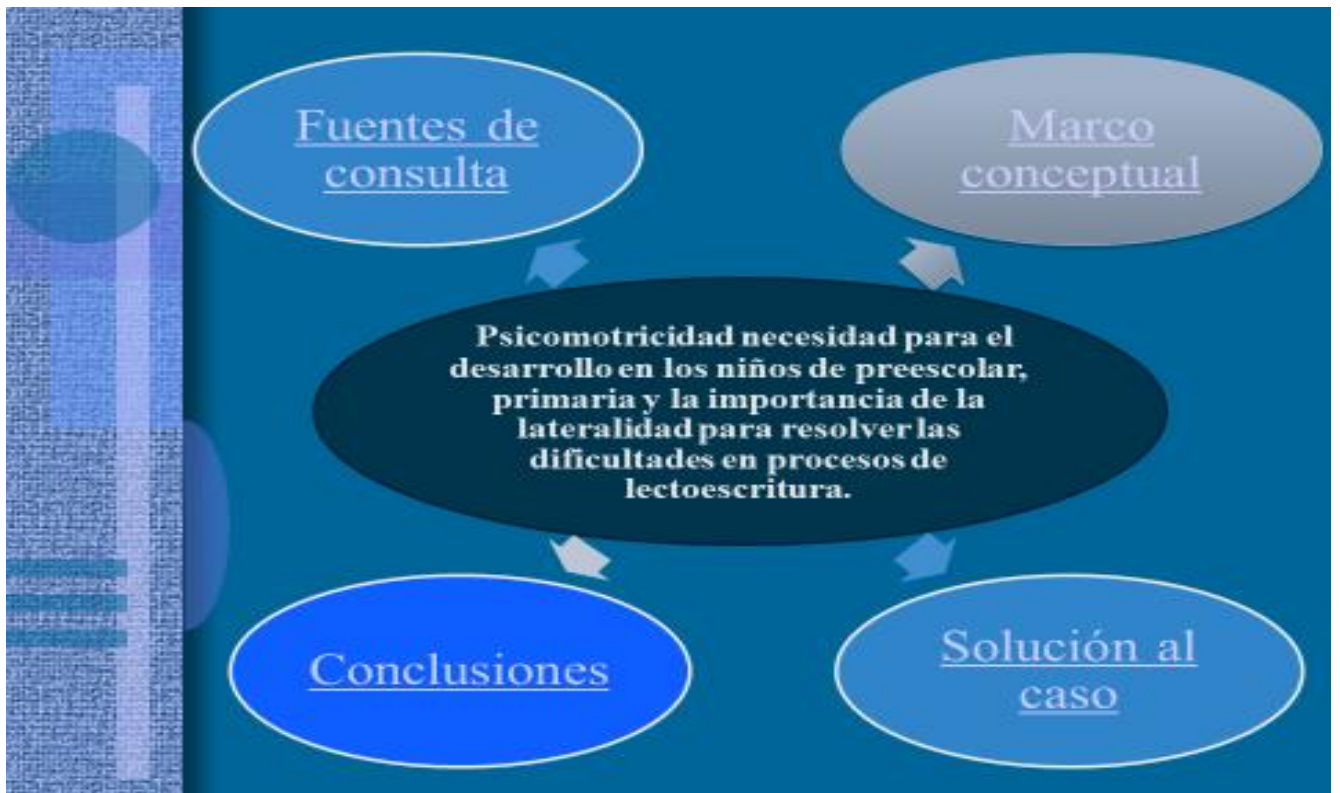 Fuentes de
consulta
Marco
conceptual
Psicomotricidad necesidad para el
desarrollo en los niños de preescolar,
primaria y la importancia de la
lateralidad para resolver las
dificultades en procesos de
lectoescritura.
Conclusiones
Solución al
caso